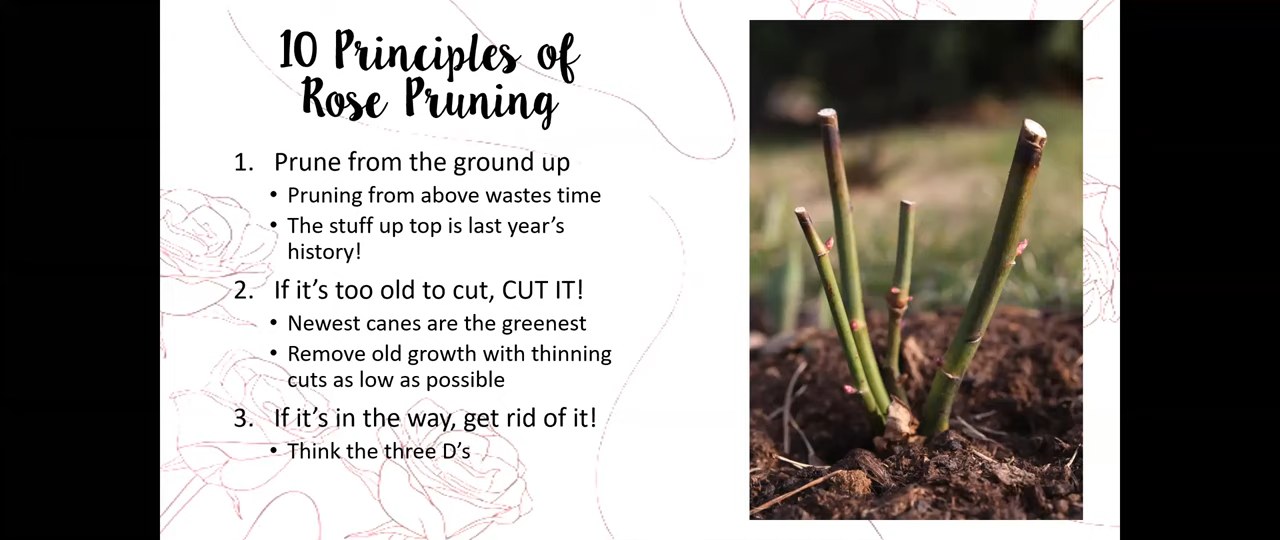 10 Principles of
Rose Pruning
1. Prune from the ground up
• Pruning from above wastes time
• The stuff up top is last year’s
history!
2. If it’s too old to cut, CUT IT!
• Newest canes are the greenest
• Remove old growth with thinning
cuts as low as possible
3. If it’s in the way, get rid of it!
• Think the three D’s